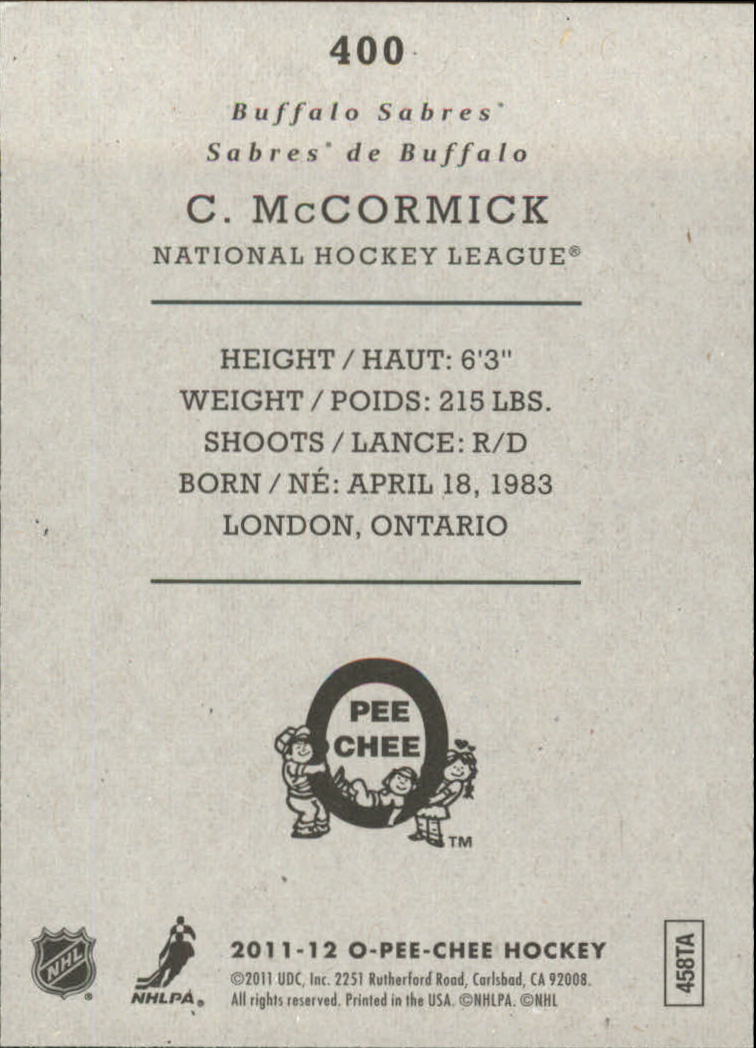 400
Buffalo Sabres®
Sabres® de Buffalo
C. McCORMICK
NATIONAL HOCKEY LEAGUE®
HEIGHT / HAUT: 6'3"
WEIGHT / POIDS: 215 LBS.
SHOOTS / LANCE: R/D
BORN / NÉ: APRIL 18, 1983
LONDON, ONTARIO
O
PEE
CHEE
TM
NHL
®
NHLPA®
2011-12 O-PEE-CHEE HOCKEY
©2011 UDC, Inc. 2251 Rutherford Road, Carlsbad, CA 92008.
All rights reserved. Printed in the USA. ©NHLPA. ©NHL
458TA